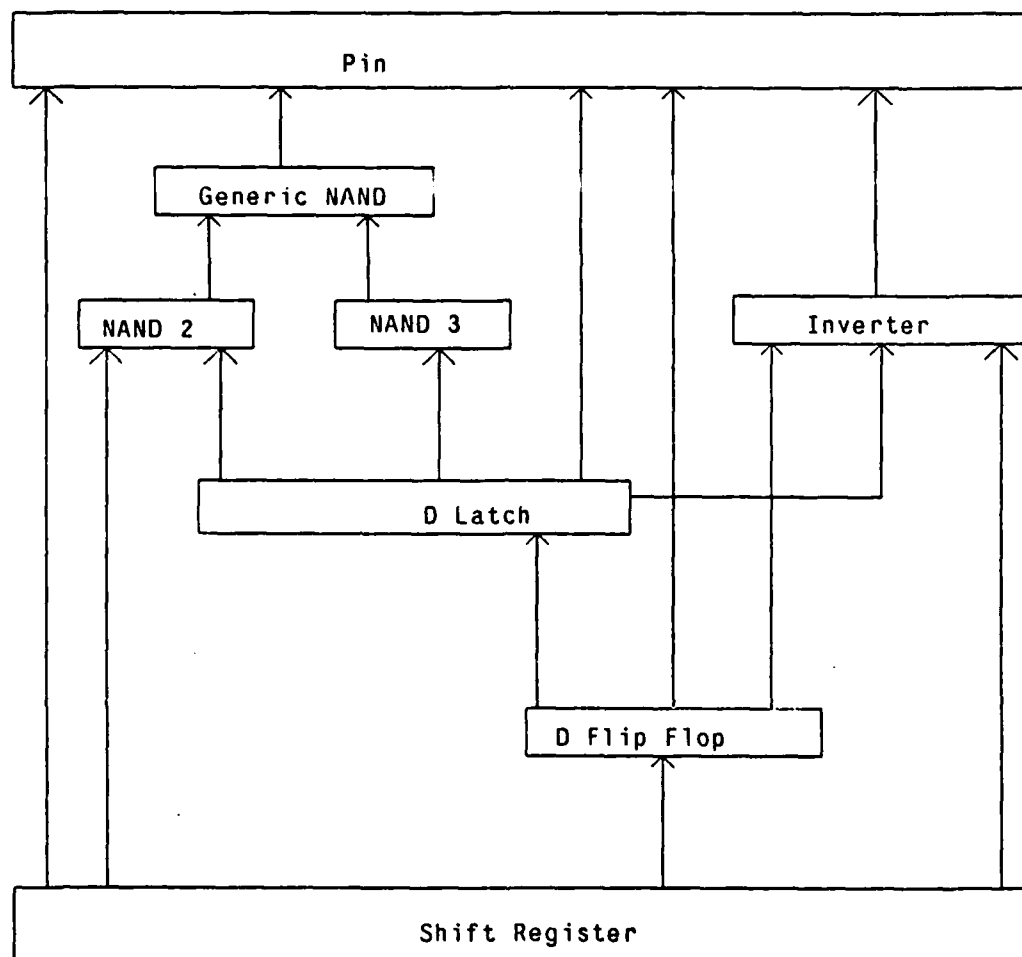 Pin
Generic NAND
NAND 2
NAND 3
Inverter
D Latch
D Flip Flop
Shift Register